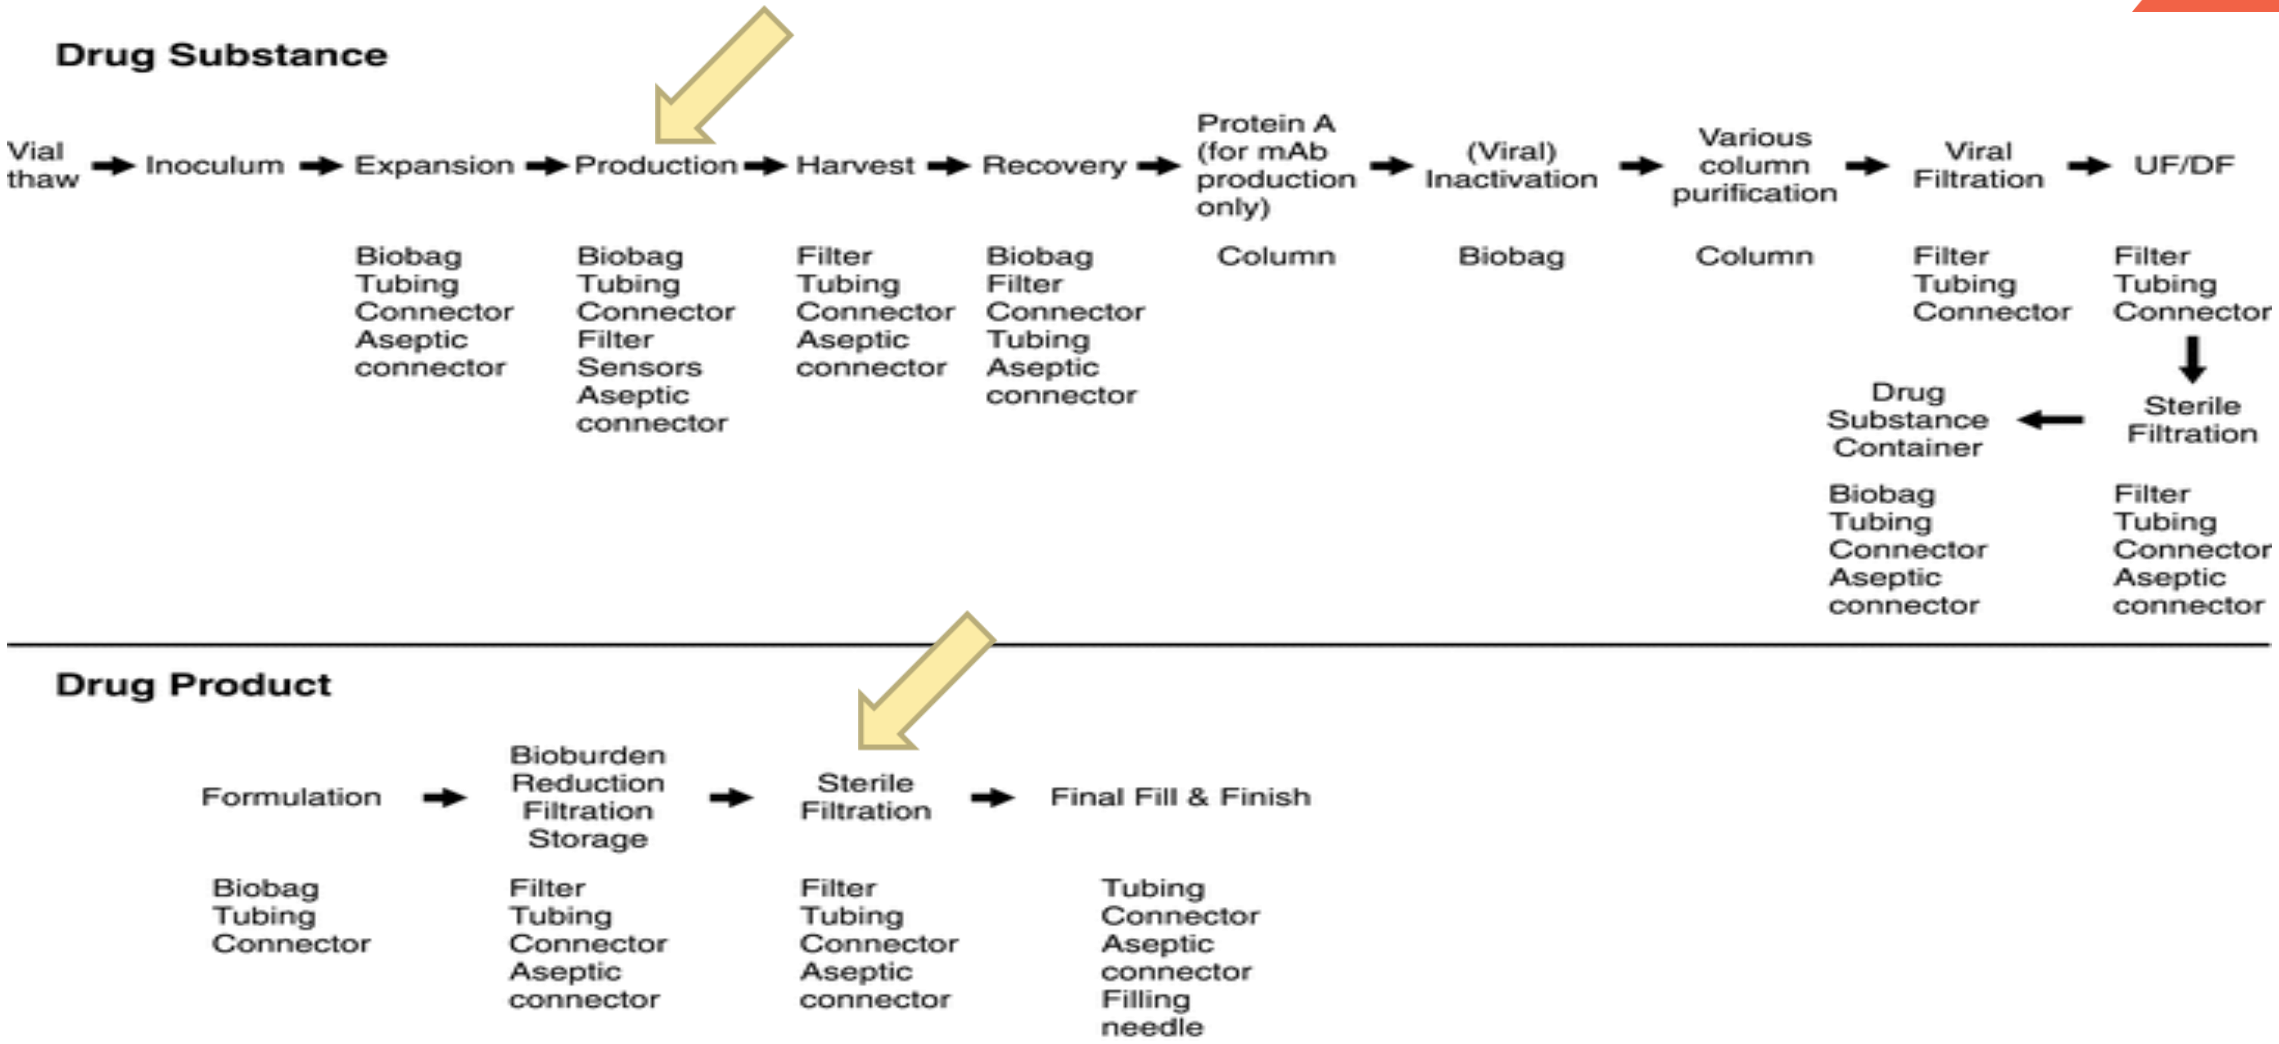 Drug Substance
Vial
thaw
Inoculum
Expansion
Production
Harvest
Recovery
Protein A
(for mAb
production
only)
(Viral)
Inactivation
Various
column
purification
Viral
Filtration
UF/DF
Biobag
Tubing
Connector
Aseptic
connector
Biobag
Tubing
Connector
Filter
Sensors
Aseptic
connector
Filter
Tubing
Connector
Aseptic
connector
Biobag
Filter
Connector
Tubing
Aseptic
connector
Column
Biobag
Column
Filter
Tubing
Connector
Filter
Tubing
Connector
Sterile
Filtration
Filter
Tubing
Connector
Aseptic
connector
Drug
Substance
Container
Biobag
Tubing
Connector
Aseptic
connector
Drug Product
Formulation
Bioburden
Reduction
Filtration
Storage
Sterile
Filtration
Final Fill & Finish
Biobag
Tubing
Connector
Filter
Tubing
Connector
Aseptic
connector
Filter
Tubing
Connector
Aseptic
connector
Tubing
Connector
Aseptic
connector
Filling
needle